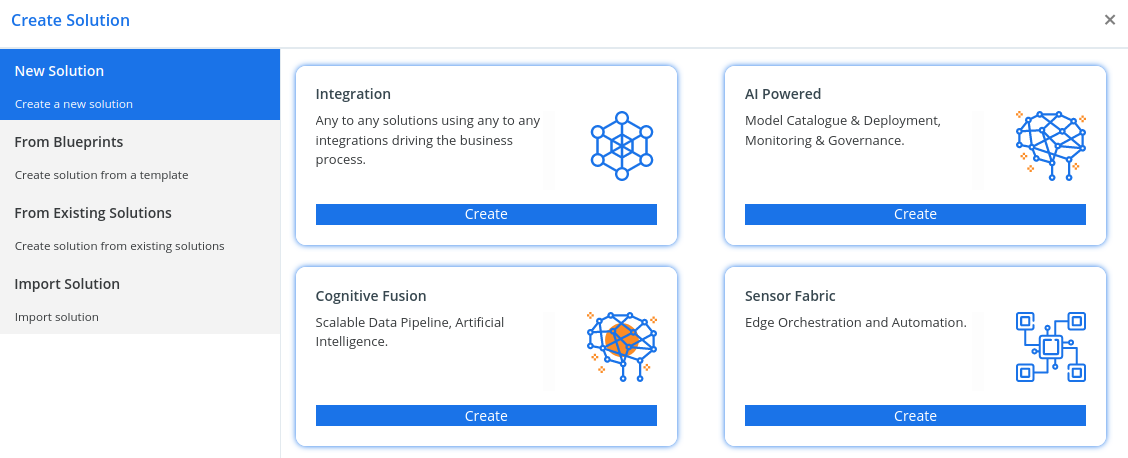 Create Solution
New Solution
Create a new solution
From Blueprints
Create solution from a template
From Existing Solutions
Create solution from existing solutions
Import Solution
Import solution
Integration
Any to any solutions using any to any
integrations driving the business
process.
Create
AI Powered
Model Catalogue & Deployment,
Monitoring & Governance.
Create
Cognitive Fusion
Scalable Data Pipeline, Artificial
Intelligence.
Create
Sensor Fabric
Edge Orchestration and Automation.
Create